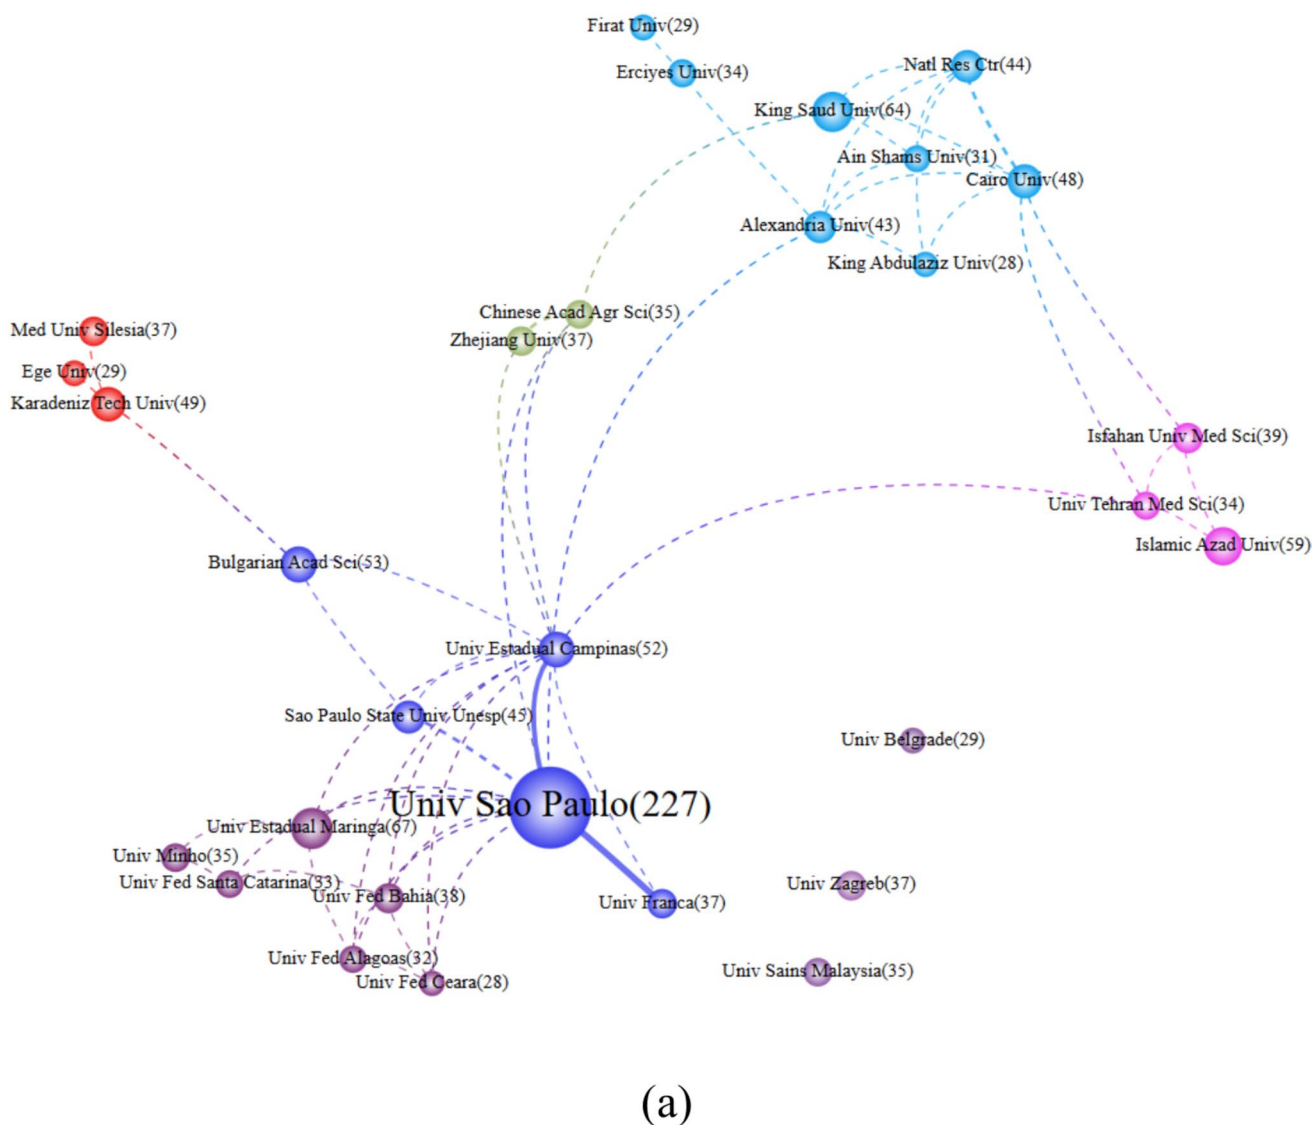 Firat Univ(29)
Natl Res Ctr(44)
Erciyes Univ(34)
King Saud Univ(64)
Ain Shams Univ(31)
Cairo Univ(48)
Alexandria Univ(43)
King Abdulaziz Univ(28)
Chinese Acad Agr Sci(35)
Med Univ Silesia(37)
Zhejiang Univ(37)
Ege Univ(29)
Karadeniz Tech Univ(49)
Isfahan Univ Med Sci(39)
Univ Tehran Med Sci(34)
Islamic Azad Univ(59)
Bulgarian Acad Sci(53)
Univ Estadual Campinas(52)
Sao Paulo State Univ Unesp(45)
Univ Belgrade(29)
Univ Sao Paulo(227)
Univ Estadual Maringa(67)
Univ Minho(35)
Univ Fed Santa Catarina(33)
Univ Zagreb(37)
Univ Fed Bahia(38)
Univ Franca(37)
Univ Fed Alagoas(32)
Univ Sains Malaysia(35)
Univ Fed Ceara(28)
(a)